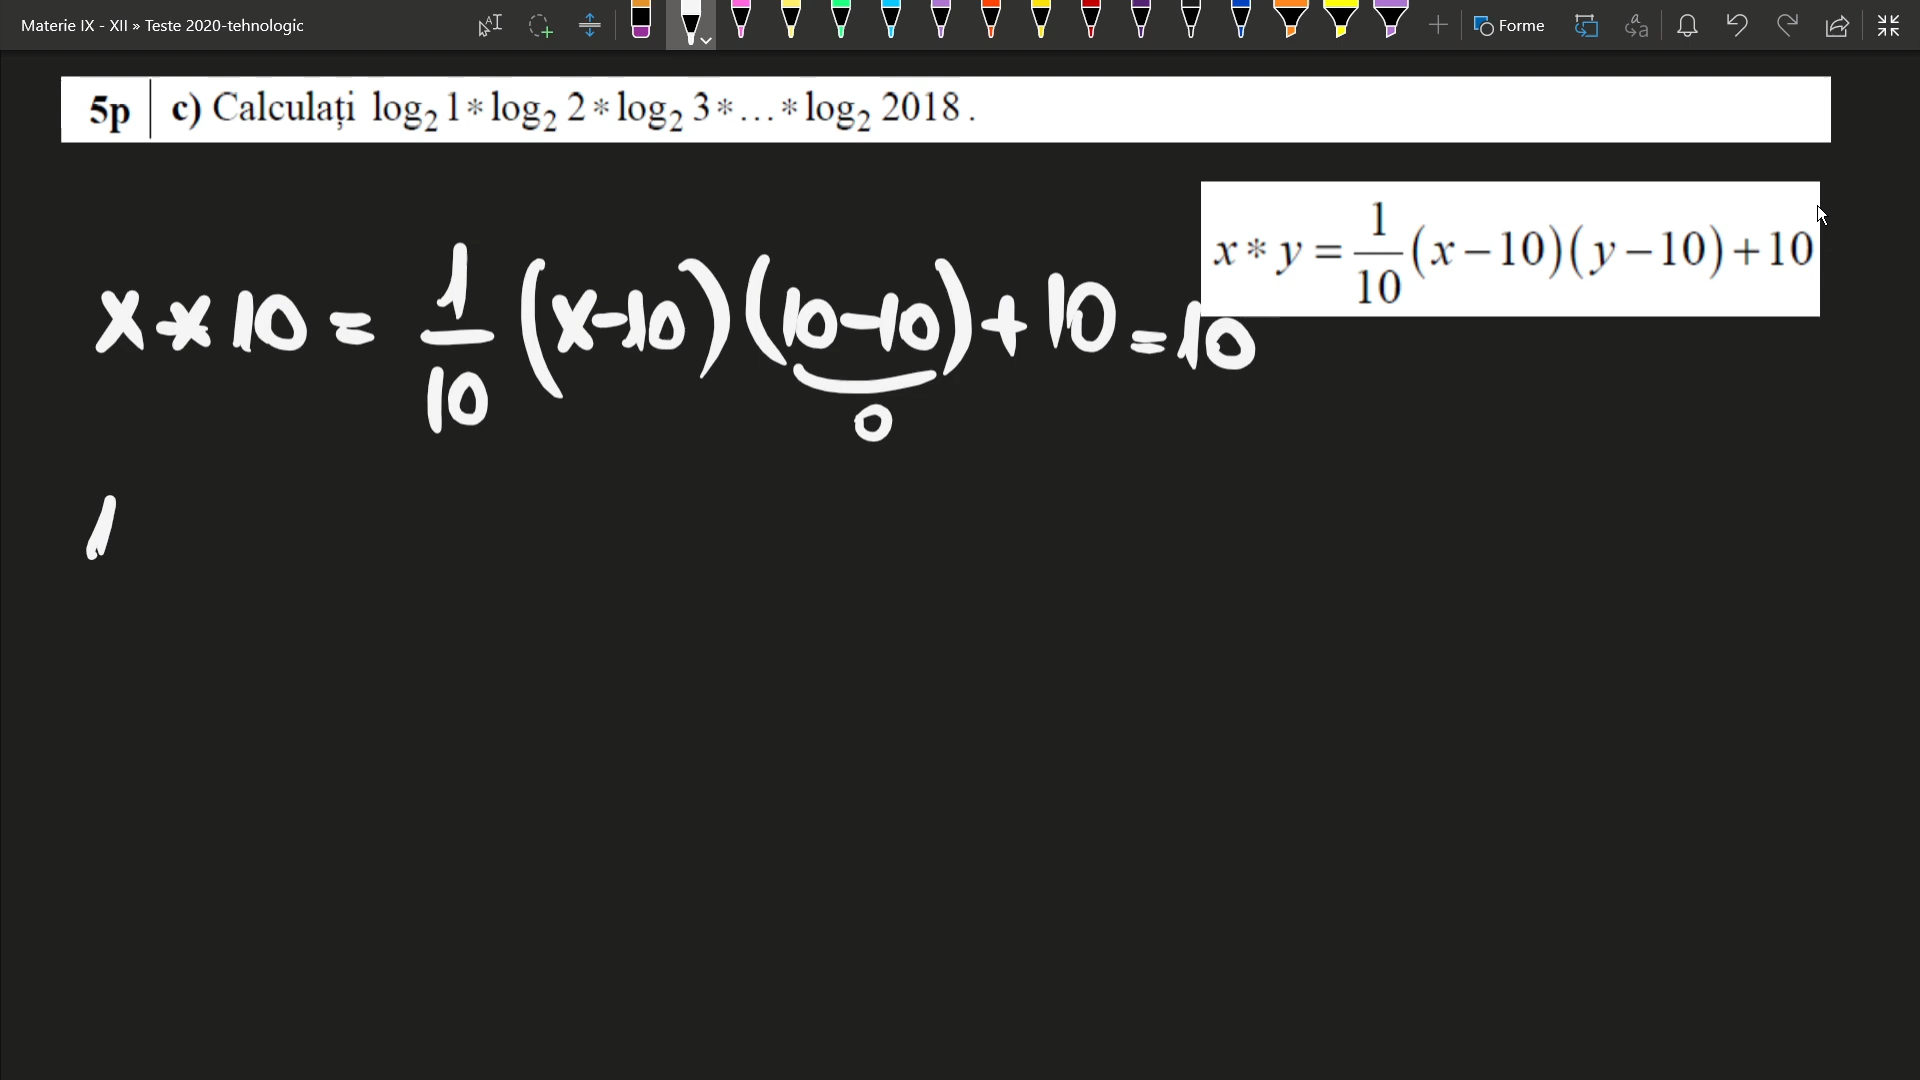 Materie IX - XII » Teste 2020-tehnologic
Forme
5p c) Calculați log₂ 1 * log₂ 2 * log₂ 3 * ... * log₂ 2018 .
x * y = 1/10 (x − 10)(y − 10) + 10
x * 10 = 1/10 (x-10)(10-10) + 10 = 10
0